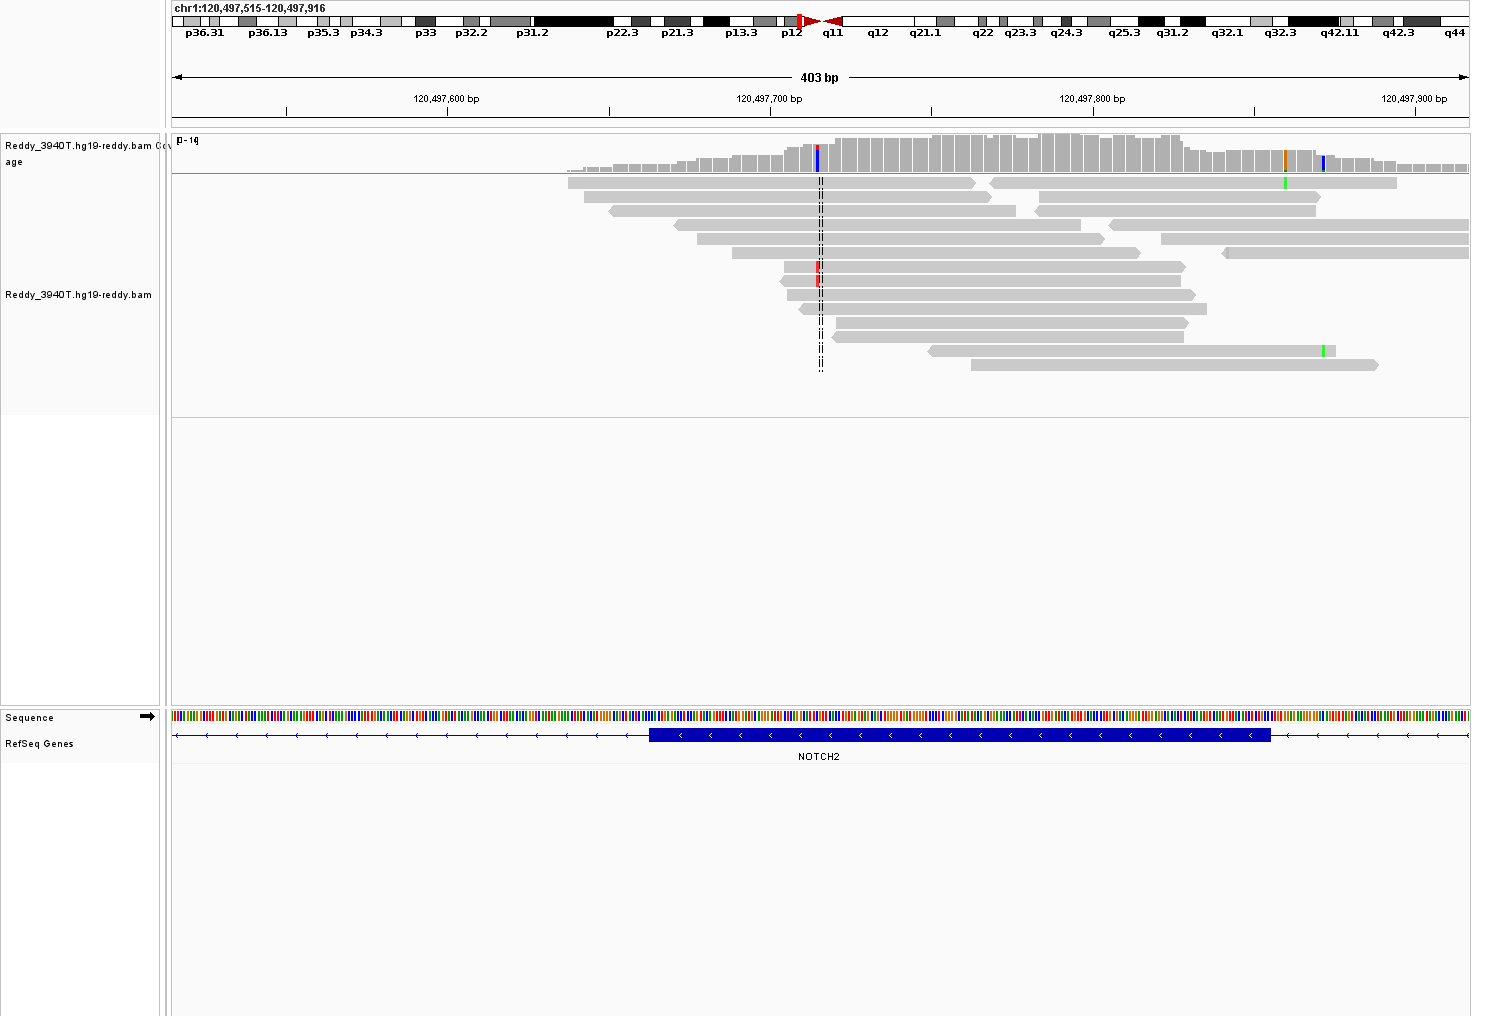 chr1:120,497,515-120,497,916
p36.31 p36.13 p35.3 p34.3 p33 p32.2 p31.2 p22.3 p21.3 p13.3 p12 q11 q12 q21.1 q22 q23.3 q24.3 q25.3 q31.2 q32.1 q32.3 q42.11 q42.3 q44
403 bp
120,497,600 bp 120,497,700 bp 120,497,800 bp 120,497,900 bp
Reddy_3940T.hg19-reddy.bam Cov
age
Reddy_3940T.hg19-reddy.bam
Sequence
RefSeq Genes
NOTCH2